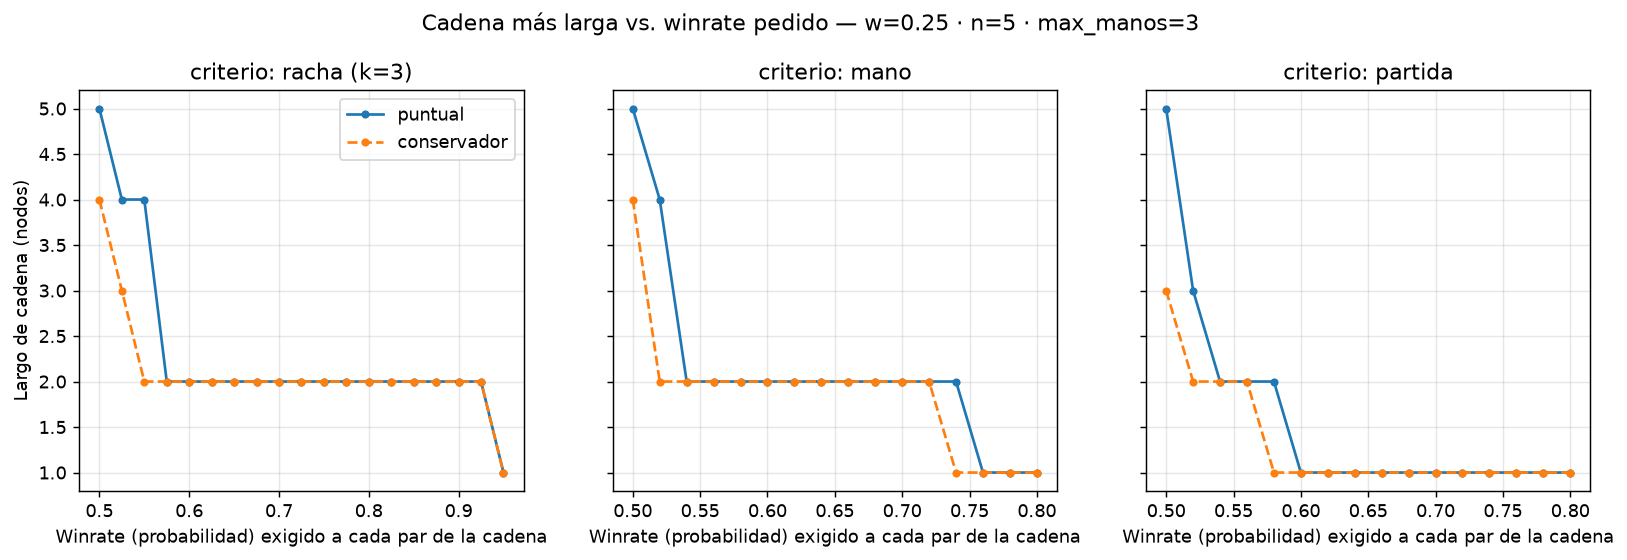 Cadena más larga vs. winrate pedido — w=0.25 · n=5 · max_manos=3
criterio: racha (k=3)
puntual
conservador
Largo de cadena (nodos)
5.0
4.5
4.0
3.5
3.0
2.5
2.0
1.5
1.0
0.5 0.6 0.7 0.8 0.9
Winrate (probabilidad) exigido a cada par de la cadena
criterio: mano
0.50 0.55 0.60 0.65 0.70 0.75 0.80
Winrate (probabilidad) exigido a cada par de la cadena
criterio: partida
0.50 0.55 0.60 0.65 0.70 0.75 0.80
Winrate (probabilidad) exigido a cada par de la cadena